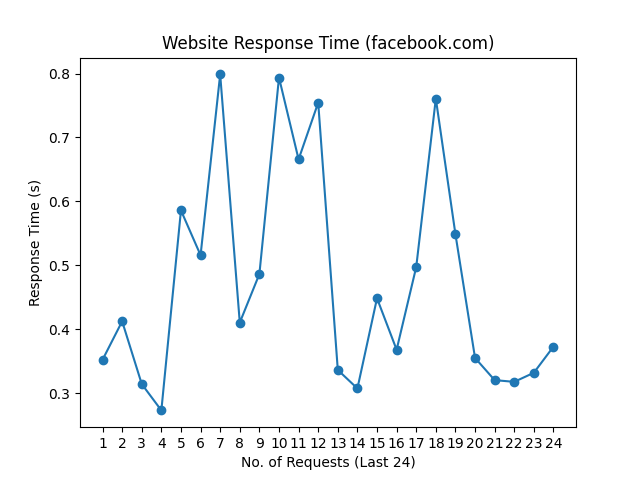 Website Response Time (facebook.com)
0.8
0.7
0.6
0.5
0.4
0.3
Response Time (s)
1 2 3 4 5 6 7 8 9 10 11 12 13 14 15 16 17 18 19 20 21 22 23 24
No. of Requests (Last 24)